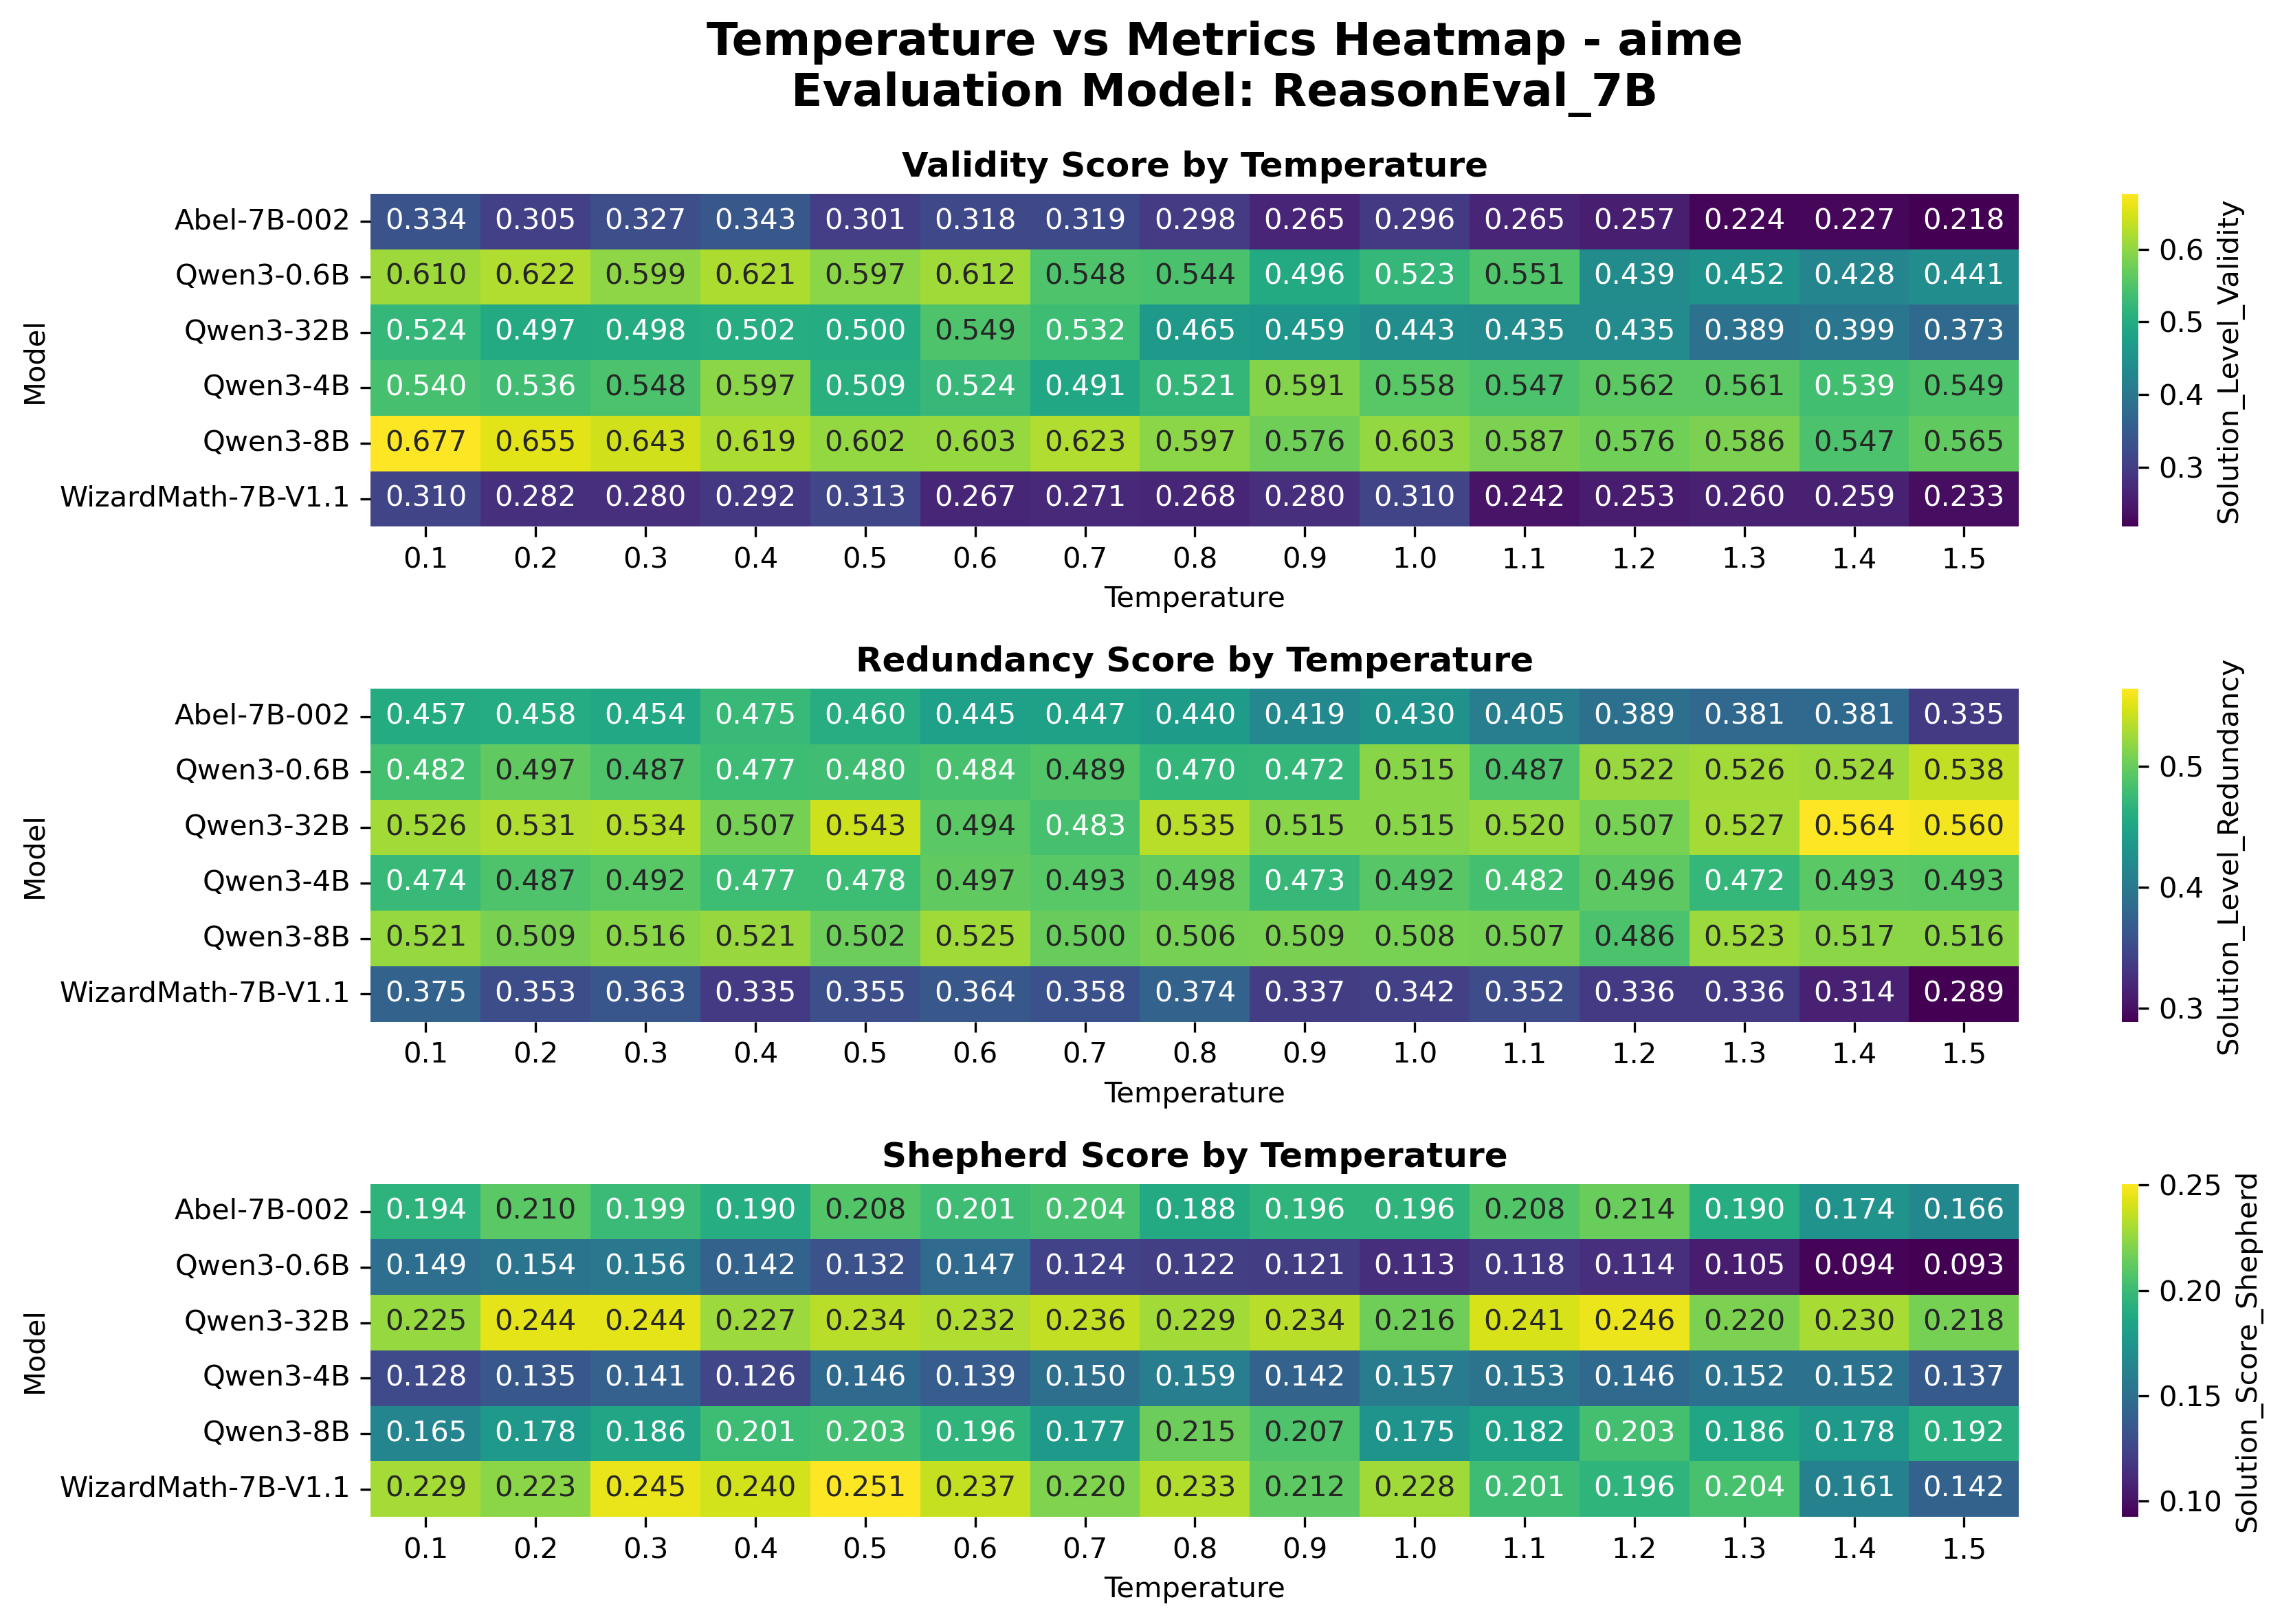 Temperature vs Metrics Heatmap - aime
Evaluation Model: ReasonEval_7B
Validity Score by Temperature
Abel-7B-002 0.334 0.305 0.327 0.343 0.301 0.318 0.319 0.298 0.265 0.296 0.265 0.257 0.224 0.227 0.218
Qwen3-0.6B 0.610 0.622 0.599 0.621 0.597 0.612 0.548 0.544 0.496 0.523 0.551 0.439 0.452 0.428 0.441
Qwen3-32B 0.524 0.497 0.498 0.502 0.500 0.549 0.532 0.465 0.459 0.443 0.435 0.435 0.389 0.399 0.373
Qwen3-4B 0.540 0.536 0.548 0.597 0.509 0.524 0.491 0.521 0.591 0.558 0.547 0.562 0.561 0.539 0.549
Qwen3-8B 0.677 0.655 0.643 0.619 0.602 0.603 0.623 0.597 0.576 0.603 0.587 0.576 0.586 0.547 0.565
WizardMath-7B-V1.1 0.310 0.282 0.280 0.292 0.313 0.267 0.271 0.268 0.280 0.310 0.242 0.253 0.260 0.259 0.233
0.1 0.2 0.3 0.4 0.5 0.6 0.7 0.8 0.9 1.0 1.1 1.2 1.3 1.4 1.5
Temperature
Model
0.6
0.5
0.4
0.3
Solution_Level_Validity
Redundancy Score by Temperature
Abel-7B-002 0.457 0.458 0.454 0.475 0.460 0.445 0.447 0.440 0.419 0.430 0.405 0.389 0.381 0.381 0.335
Qwen3-0.6B 0.482 0.497 0.487 0.477 0.480 0.484 0.489 0.470 0.472 0.515 0.487 0.522 0.526 0.524 0.538
Qwen3-32B 0.526 0.531 0.534 0.507 0.543 0.494 0.483 0.535 0.515 0.515 0.520 0.507 0.527 0.564 0.560
Qwen3-4B 0.474 0.487 0.492 0.477 0.478 0.497 0.493 0.498 0.473 0.492 0.482 0.496 0.472 0.493 0.493
Qwen3-8B 0.521 0.509 0.516 0.521 0.502 0.525 0.500 0.506 0.509 0.508 0.507 0.486 0.523 0.517 0.516
WizardMath-7B-V1.1 0.375 0.353 0.363 0.335 0.355 0.364 0.358 0.374 0.337 0.342 0.352 0.336 0.336 0.314 0.289
0.1 0.2 0.3 0.4 0.5 0.6 0.7 0.8 0.9 1.0 1.1 1.2 1.3 1.4 1.5
Temperature
Model
0.5
0.4
0.3
Solution_Level_Redundancy
Shepherd Score by Temperature
Abel-7B-002 0.194 0.210 0.199 0.190 0.208 0.201 0.204 0.188 0.196 0.196 0.208 0.214 0.190 0.174 0.166
Qwen3-0.6B 0.149 0.154 0.156 0.142 0.132 0.147 0.124 0.122 0.121 0.113 0.118 0.114 0.105 0.094 0.093
Qwen3-32B 0.225 0.244 0.244 0.227 0.234 0.232 0.236 0.229 0.234 0.216 0.241 0.246 0.220 0.230 0.218
Qwen3-4B 0.128 0.135 0.141 0.126 0.146 0.139 0.150 0.159 0.142 0.157 0.153 0.146 0.152 0.152 0.137
Qwen3-8B 0.165 0.178 0.186 0.201 0.203 0.196 0.177 0.215 0.207 0.175 0.182 0.203 0.186 0.178 0.192
WizardMath-7B-V1.1 0.229 0.223 0.245 0.240 0.251 0.237 0.220 0.233 0.212 0.228 0.201 0.196 0.204 0.161 0.142
0.1 0.2 0.3 0.4 0.5 0.6 0.7 0.8 0.9 1.0 1.1 1.2 1.3 1.4 1.5
Temperature
Model
0.25
0.20
0.15
0.10
Solution_Score_Shepherd